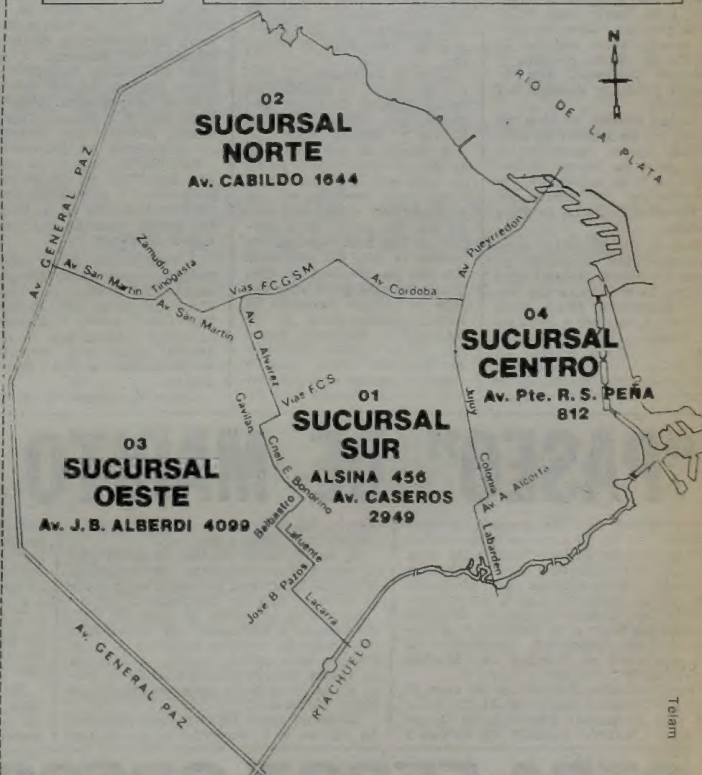 N
RIO DE LA PLATA
02
SUCURSAL
NORTE
Av. CABILDO 1644
Av. GENERAL PAZ
Av San Martin
Zamudio
Tinogasta
Av San Martin
Vias F.C.G.S.M
Av Cordoba
Av Pueyrredon
04
SUCURSAL
CENTRO
Av. Pte. R. S. PEÑA
812
Av D Alvarez
Vias F.C.S.
01
SUCURSAL
SUR
ALSINA 456
Av. CASEROS
2949
Jujuy
Colonia
A Alcorta
Av Labarden
Gavilan
Cnel E. Bonorino
Balbastro
Lafuente
Jose B Pazos
Lacarra
03
SUCURSAL
OESTE
Av. J. B. ALBERDI 4099
Av. GENERAL PAZ
RIACHUELO
Télam